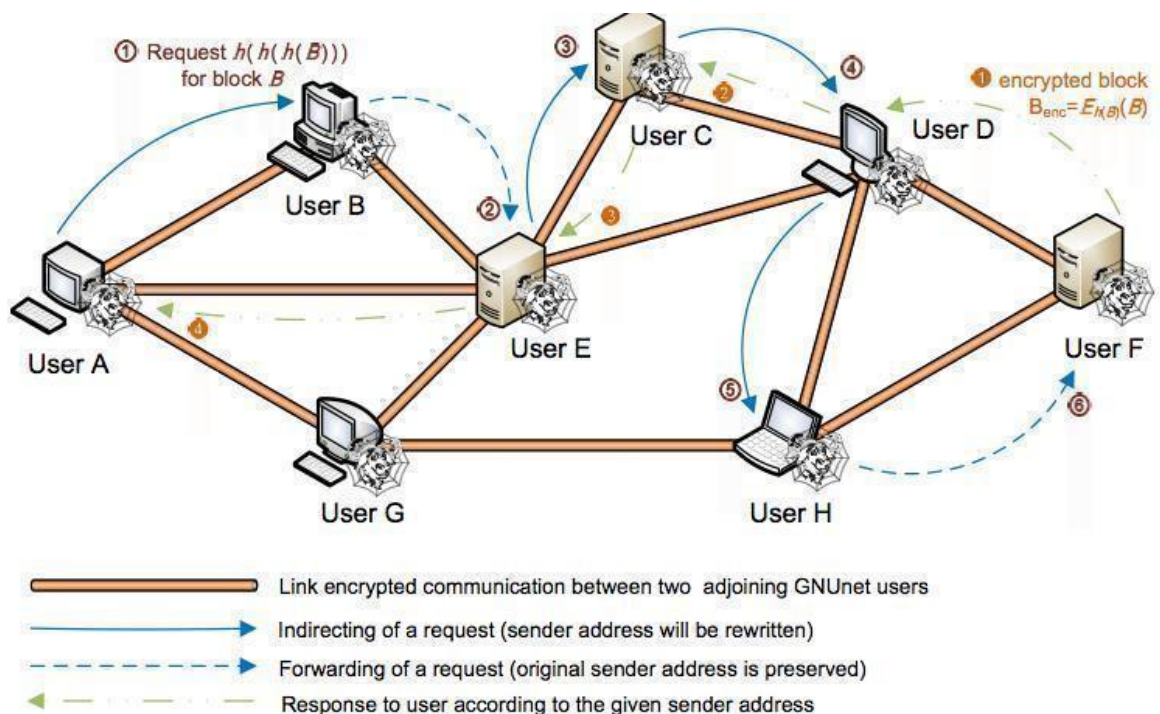 ① Request h(h(h(B)))
for block B
③
④
❶ encrypted block
B_enc=E_h(B)(B)
❷
User C
User D
User B
②
❸
❹
User A
User E
User F
⑤
⑥
User G
User H
Link encrypted communication between two adjoining GNUnet users
Indirecting of a request (sender address will be rewritten)
Forwarding of a request (original sender address is preserved)
Response to user according to the given sender address